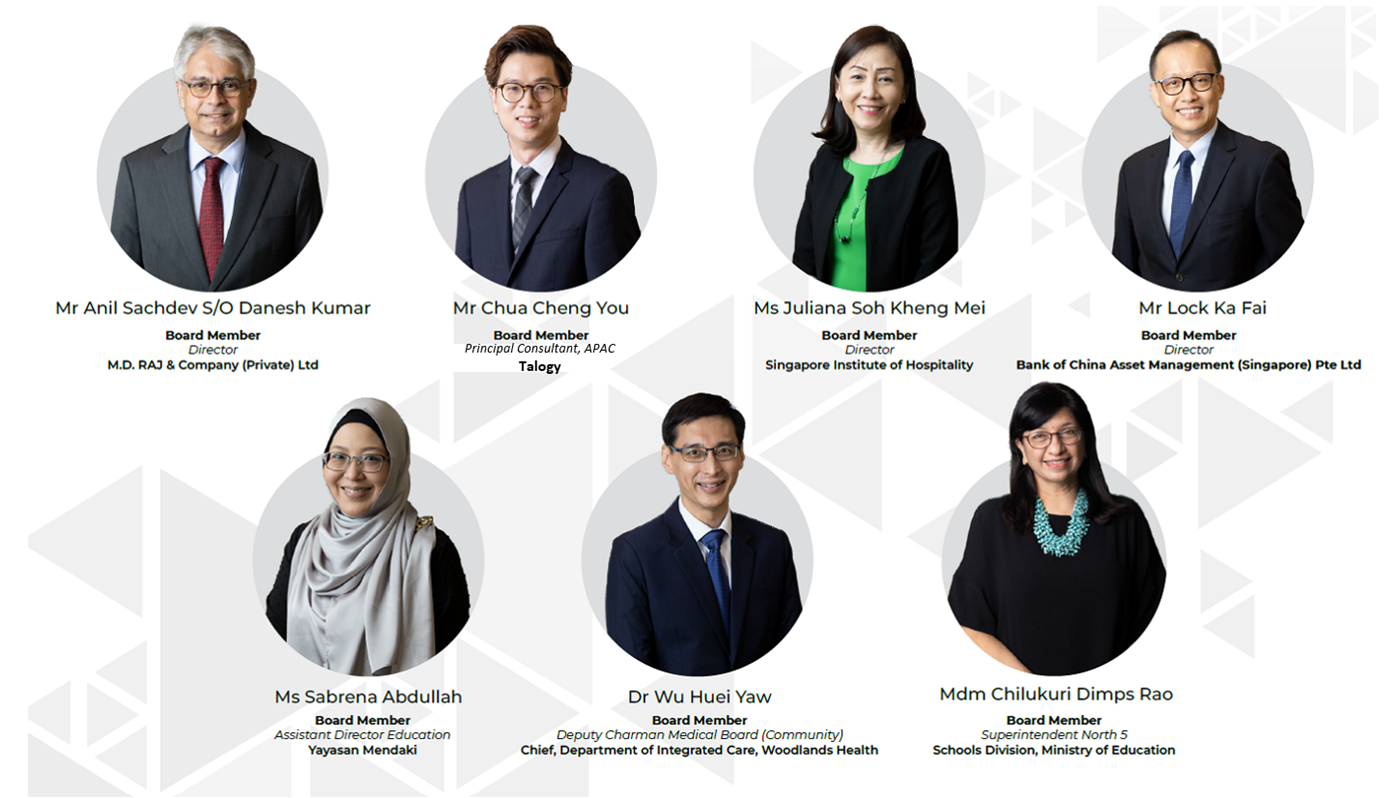 Mr Anil Sachdev S/O Danesh Kumar
Board Member
Director
M.D. RAJ & Company (Private) Ltd
Mr Chua Cheng You
Board Member
Principal Consultant, APAC
Talogy
Ms Juliana Soh Kheng Mei
Board Member
Director
Singapore Institute of Hospitality
Mr Lock Ka Fai
Board Member
Director
Bank of China Asset Management (Singapore) Pte Ltd
Ms Sabrena Abdullah
Board Member
Assistant Director Education
Yayasan Mendaki
Dr Wu Huei Yaw
Board Member
Deputy Charman Medical Board (Community)
Chief, Department of Integrated Care, Woodlands Health
Mdm Chilukuri Dimps Rao
Board Member
Superintendent North 5
Schools Division, Ministry of Education